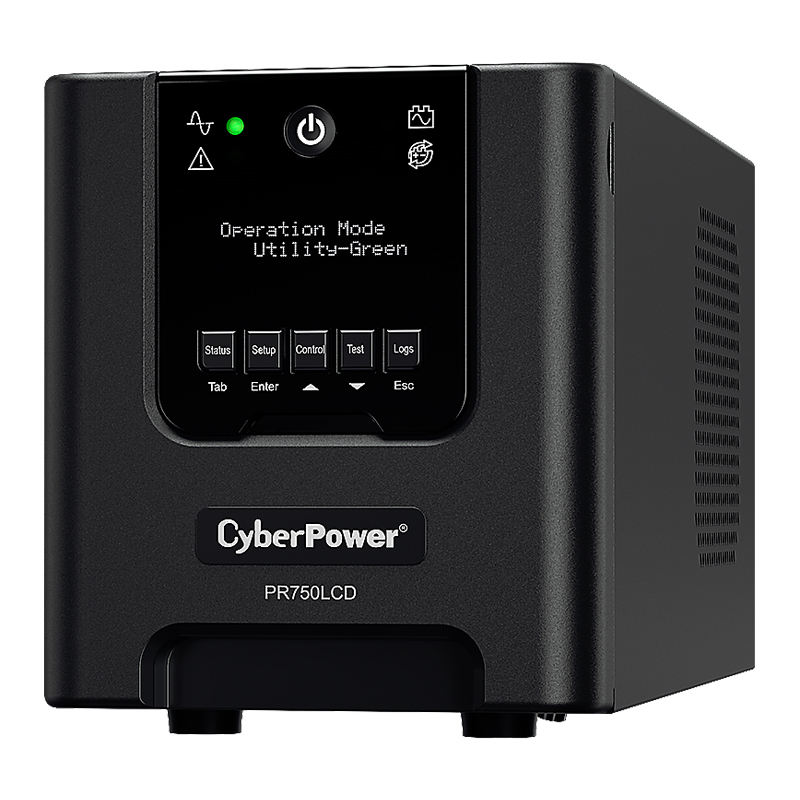 Operation Mode
Utility-Green
Status Setup Control Test Logs
Tab Enter Esc
CyberPower®
PR750LCD